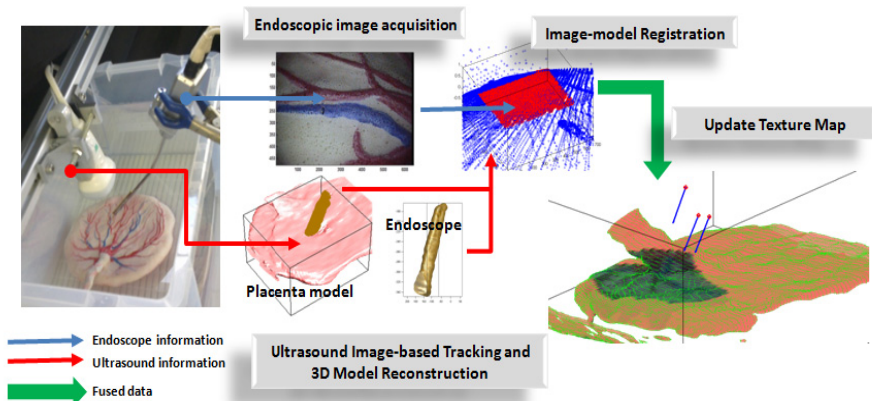 Endoscopic image acquisition
Image-model Registration
Update Texture Map
Endoscope
Placenta model
Endoscope information
Ultrasound information
Fused data
Ultrasound Image-based Tracking and
3D Model Reconstruction